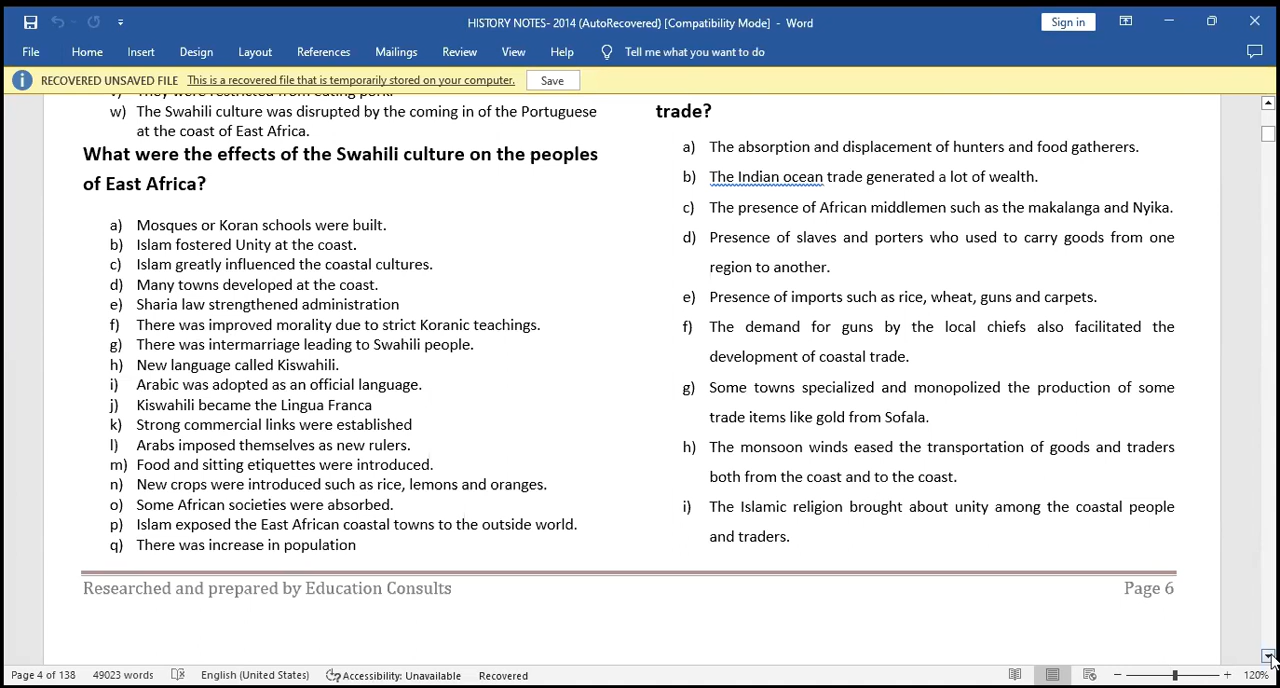 HISTORY NOTES- 2014 (AutoRecovered) [Compatibility Mode] - Word
Sign in
File Home Insert Design Layout References Mailings Review View Help Tell me what you want to do
RECOVERED UNSAVED FILE This is a recovered file that is temporarily stored on your computer. Save
v) They were restricted from eating pork.
w) The Swahili culture was disrupted by the coming in of the Portuguese
at the coast of East Africa.
What were the effects of the Swahili culture on the peoples
of East Africa?
a) Mosques or Koran schools were built.
b) Islam fostered Unity at the coast.
c) Islam greatly influenced the coastal cultures.
d) Many towns developed at the coast.
e) Sharia law strengthened administration
f) There was improved morality due to strict Koranic teachings.
g) There was intermarriage leading to Swahili people.
h) New language called Kiswahili.
i) Arabic was adopted as an official language.
j) Kiswahili became the Lingua Franca
k) Strong commercial links were established
l) Arabs imposed themselves as new rulers.
m) Food and sitting etiquettes were introduced.
n) New crops were introduced such as rice, lemons and oranges.
o) Some African societies were absorbed.
p) Islam exposed the East African coastal towns to the outside world.
q) There was increase in population
trade?
a) The absorption and displacement of hunters and food gatherers.
b) The Indian ocean trade generated a lot of wealth.
c) The presence of African middlemen such as the makalanga and Nyika.
d) Presence of slaves and porters who used to carry goods from one
region to another.
e) Presence of imports such as rice, wheat, guns and carpets.
f) The demand for guns by the local chiefs also facilitated the
development of coastal trade.
g) Some towns specialized and monopolized the production of some
trade items like gold from Sofala.
h) The monsoon winds eased the transportation of goods and traders
both from the coast and to the coast.
i) The Islamic religion brought about unity among the coastal people
and traders.
Researched and prepared by Education Consults Page 6
Page 4 of 138 49023 words English (United States) Accessibility: Unavailable Recovered 120%